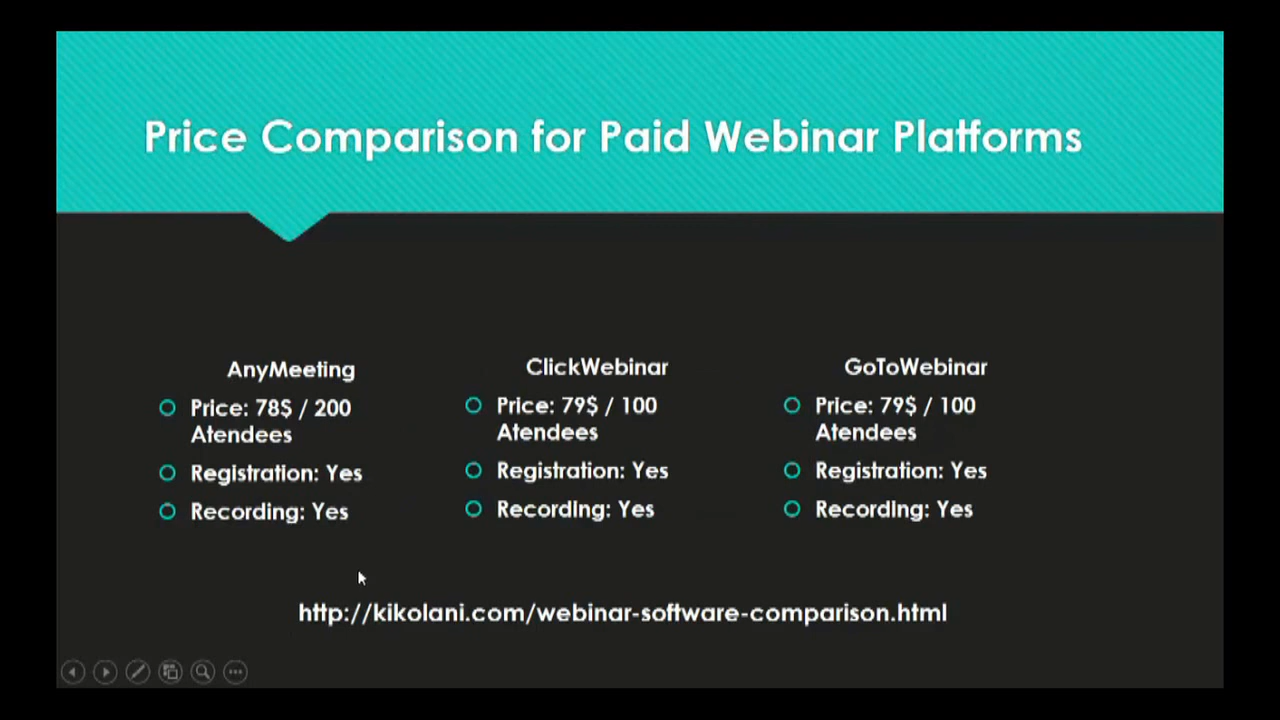 Price Comparison for Paid Webinar Platforms
AnyMeeting
Price: 78$ / 200
Atendees
Registration: Yes
Recording: Yes
ClickWebinar
Price: 79$ / 100
Atendees
Registration: Yes
Recording: Yes
GoToWebinar
Price: 79$ / 100
Atendees
Registration: Yes
Recording: Yes
http://kikolani.com/webinar-software-comparison.html